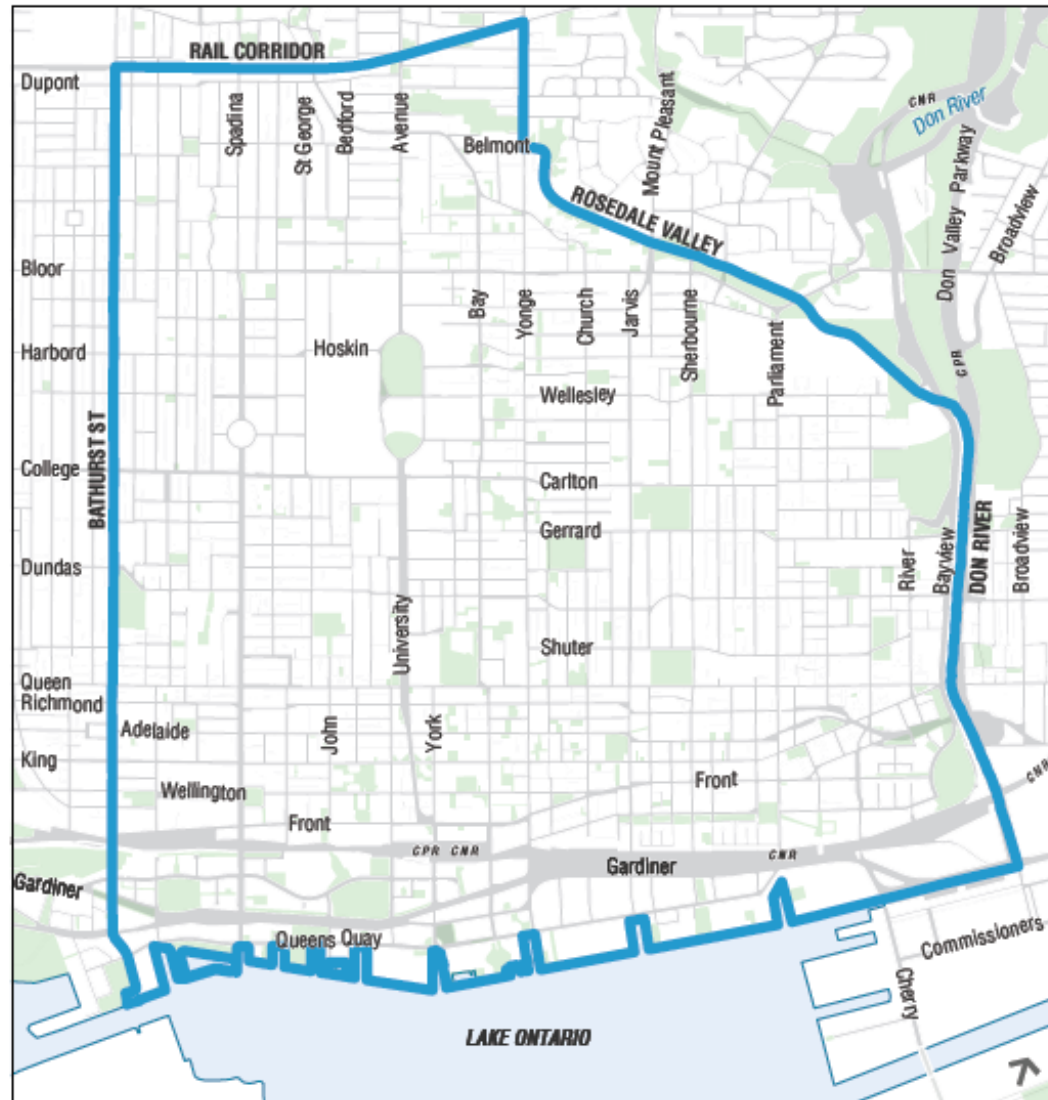 RAIL CORRIDOR
Dupont
Spadina
St George
Bedford
Avenue
Belmont
Mount Pleasant
CNR
Don River
Don Valley Parkway
Broadview
ROSEDALE VALLEY
Bloor
Bay
Yonge
Church
Jarvis
Sherbourne
Parliament
CPR
Harbord
Hoskin
Wellesley
BATHURST ST
College
Carlton
Gerrard
Dundas
River
Bayview
DON RIVER
Broadview
University
Shuter
Queen
Richmond
Adelaide
John
York
King
Wellington
Front
Front
CNR
CPR CNR
Gardiner
CNR
Gardiner
Queens Quay
Commissioners
Cherry
LAKE ONTARIO